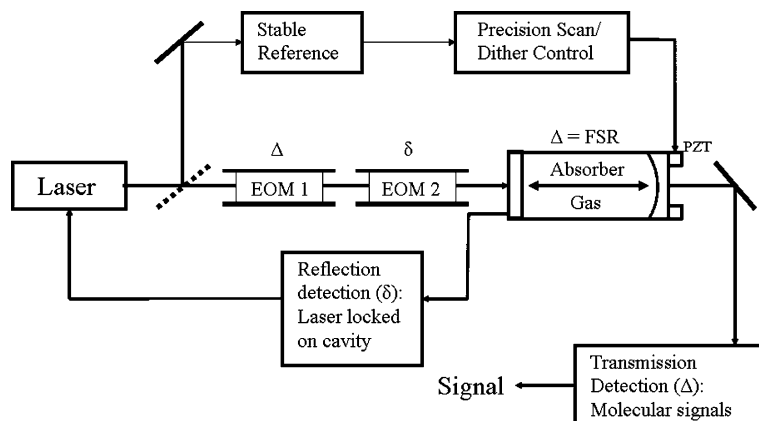 Stable
Reference
Precision Scan/
Dither Control
Δ
δ
Δ = FSR
PZT
Laser
EOM 1
EOM 2
Absorber
Gas
Reflection
detection (δ):
Laser locked
on cavity
Signal
Transmission
Detection (Δ):
Molecular signals